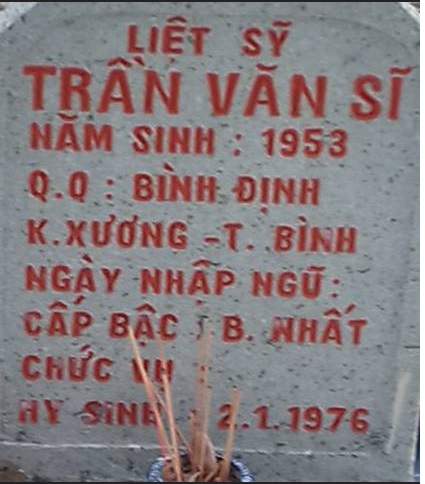 LIỆT SỸ
TRẦN VĂN SĨ
NĂM SINH : 1953
Q.Q : BÌNH ĐỊNH
K.XƯƠNG - T. BÌNH
NGÀY NHẬP NGŨ :
CẤP BẬC : B. NHẤT
CHỨC VH :
HY SINH : 2.1.1976